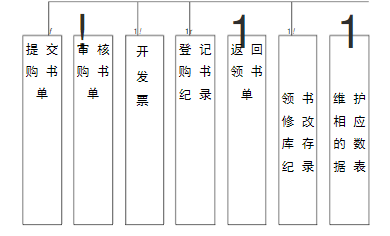 提 交
购 书
单
审 核
购 书
单
开
发
票
登 记
购 书
纪 录
返 回
领 书
单
领 书
修 改
库 存
纪 录
维 护
相 应
的 数
据 表